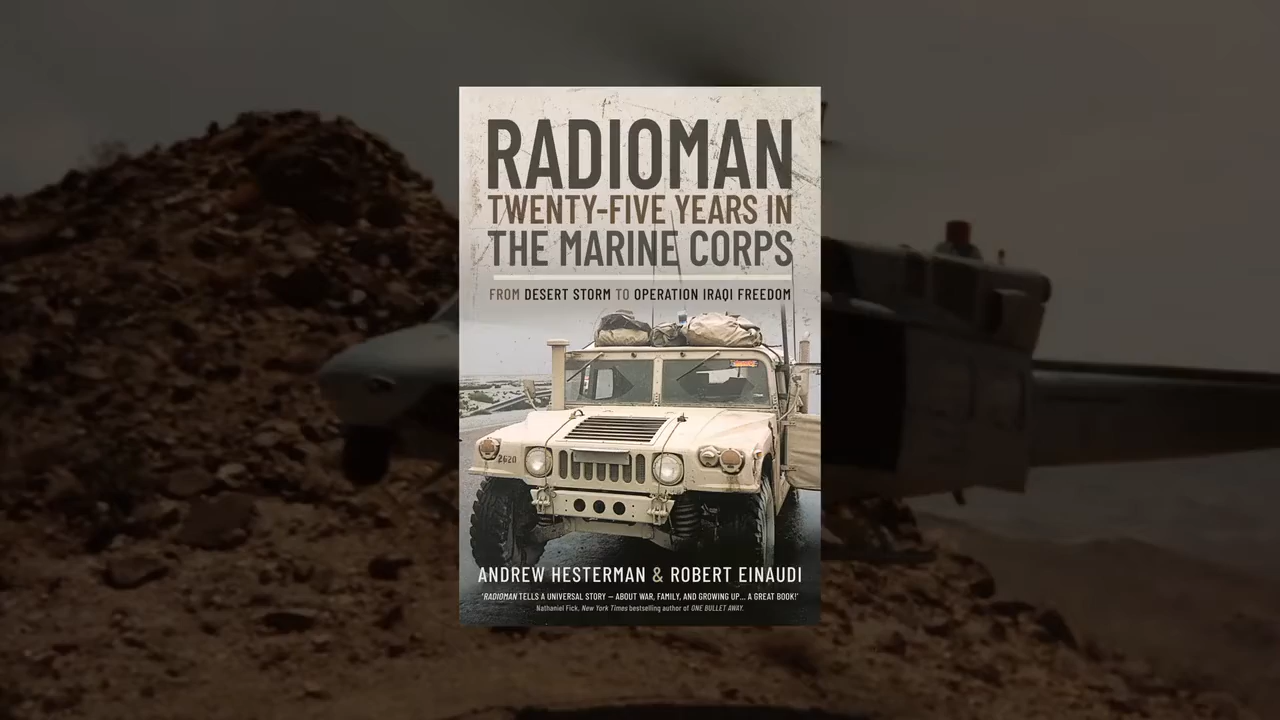 RADIOMAN
TWENTY-FIVE YEARS IN
THE MARINE CORPS
FROM DESERT STORM TO OPERATION IRAQI FREEDOM
2620
ANDREW HESTERMAN & ROBERT EINAUDI
'RADIOMAN TELLS A UNIVERSAL STORY – ABOUT WAR, FAMILY, AND GROWING UP... A GREAT BOOK!'
Nathaniel Fick, New York Times bestselling author of ONE BULLET AWAY.